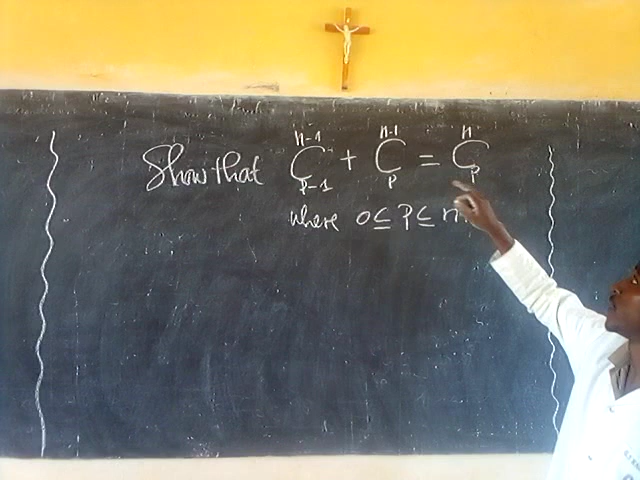 Show that C^{n-1}_{p-1} + C^{n-1}_{p} = C^{n}_{p}
where 0 ≤ p ≤ n